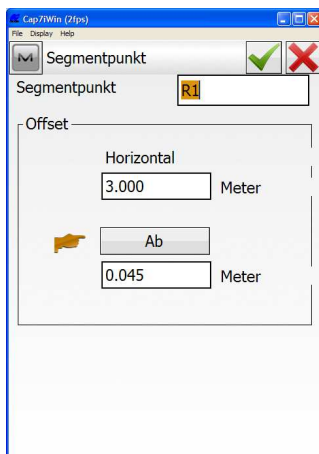 Cap7iWin (2fps)
File Display Help
M Segmentpunkt
Segmentpunkt R1
Offset
Horizontal
3.000 Meter
Ab
0.045 Meter